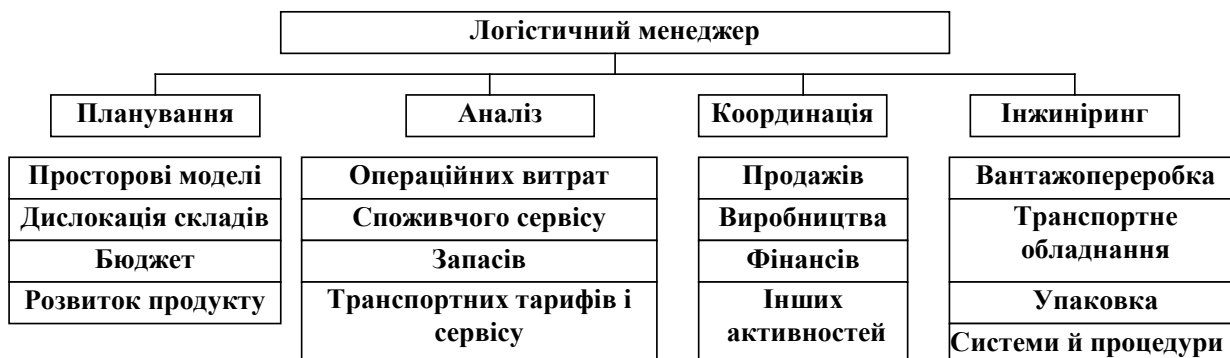 Логістичний менеджер
Планування
Аналіз
Координація
Інжиніринг
Просторові моделі
Дислокація складів
Бюджет
Розвиток продукту
Операційних витрат
Споживчого сервісу
Запасів
Транспортних тарифів і
сервісу
Продажів
Виробництва
Фінансів
Інших
активностей
Вантажопереробка
Транспортне
обладнання
Упаковка
Системи й процедури